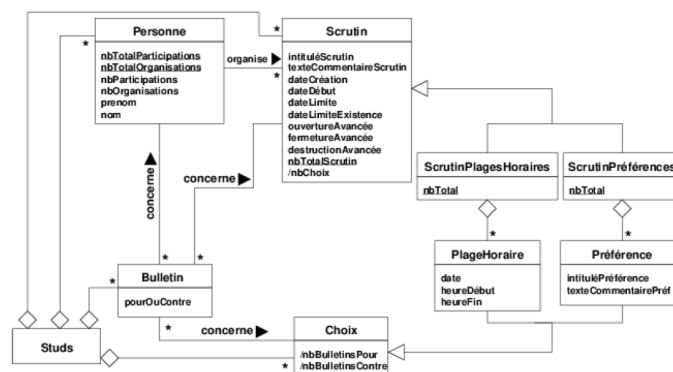 Personne
nbTotalParticipations
nbTotalOrganisations
nbParticipations
nbOrganisations
prenom
nom
*
*
organise
*
Scrutin
intituléScrutin
texteCommentaireScrutin
dateCréation
dateDébut
dateLimite
dateLimiteExistence
ouvertureAvancée
fermetureAvancée
destructionAvancée
nbTotalScrutin
/nbChoix
concerne
concerne
ScrutinPlagesHoraires
nbTotal
ScrutinPréférences
nbTotal
*
*
PlageHoraire
date
heureDébut
heureFin
Préférence
intituléPréférence
texteCommentairePréf
*
*
*
Bulletin
pourOuContre
*
concerne
Choix
/nbBulletinsPour
/nbBulletinsContre
*
Studs